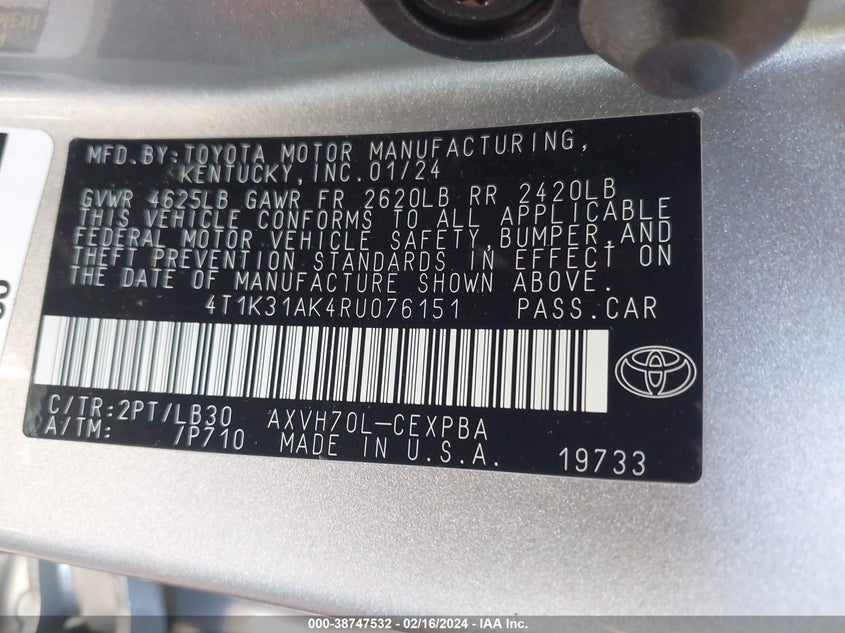 MFD.BY:TOYOTA MOTOR MANUFACTURING,
KENTUCKY,INC.01/24
GVWR 4625LB GAWR FR 2620LB RR 2420LB
THIS VEHICLE CONFORMS TO ALL APPLICABLE
FEDERAL MOTOR VEHICLE SAFETY,BUMPER,AND
THEFT PREVENTION STANDARDS IN EFFECT ON
THE DATE OF MANUFACTURE SHOWN ABOVE.
4T1K31AK4RU076151 PASS.CAR
C/TR:2PT/LB30 AXVH70L-CEXPBA
A/TM: /P710 MADE IN U.S.A.
19733
000-38747532 - 02/16/2024 - IAA Inc.